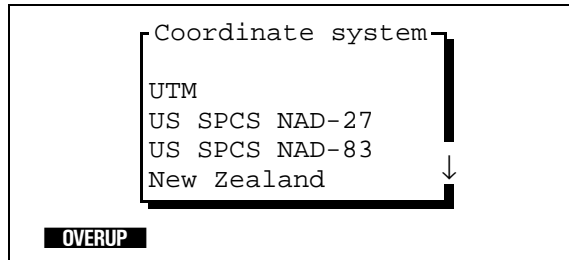 Coordinate system
UTM
US SPCS NAD-27
US SPCS NAD-83
New Zealand
↓
OVERUP